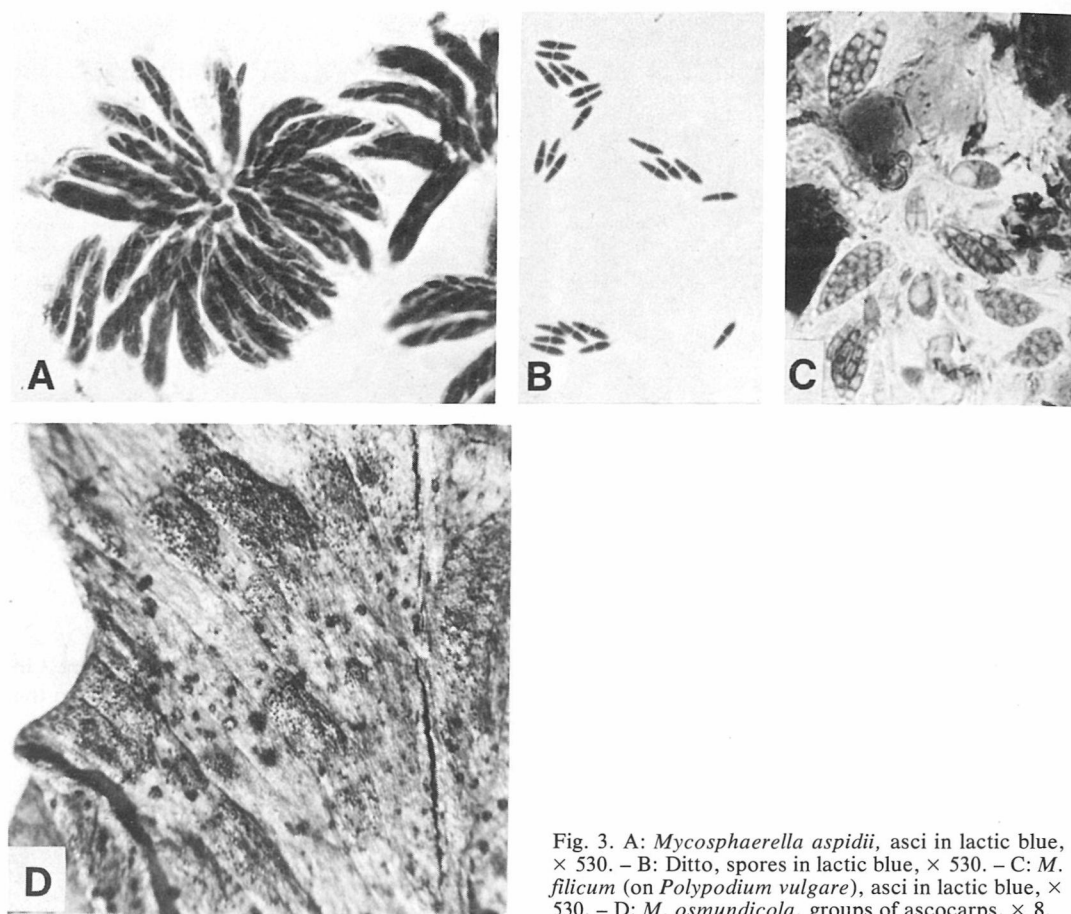 A
B
C
D
Fig. 3. A: Mycosphaerella aspidii, asci in lactic blue,
× 530. – B: Ditto, spores in lactic blue, × 530. – C: M.
filicum (on Polypodium vulgare), asci in lactic blue, ×
530. – D: M. osmundicola, groups of ascocarps, × 8.